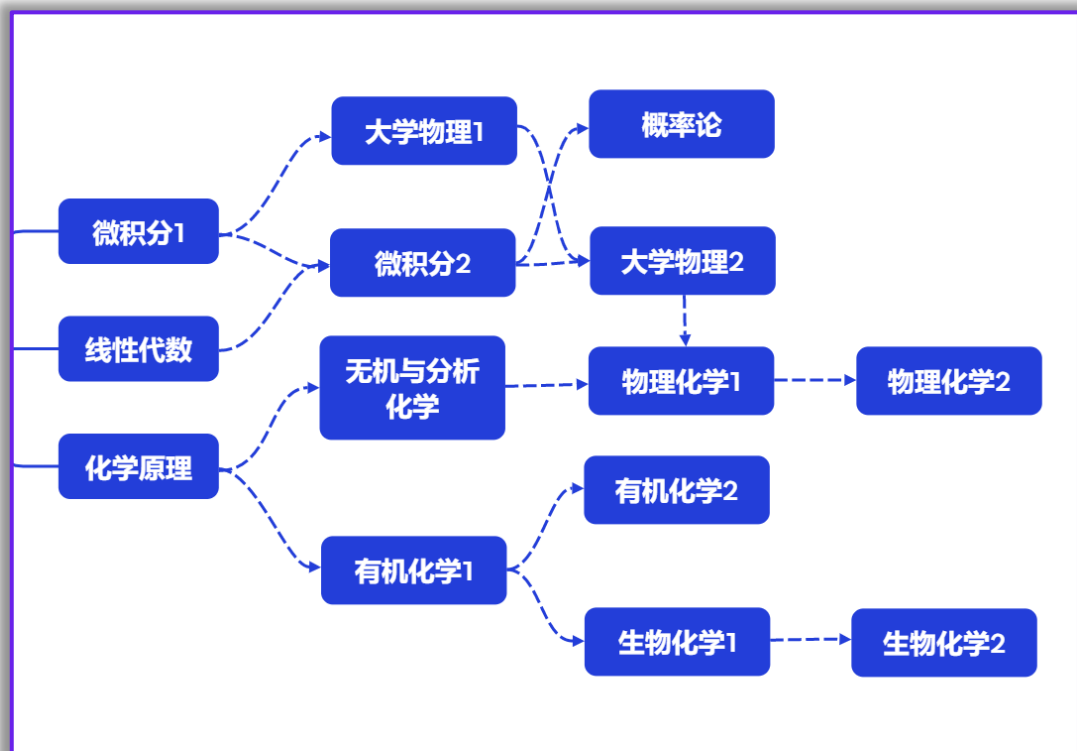 大学物理1
概率论
微积分1
微积分2
大学物理2
线性代数
无机与分析
化学
物理化学1
物理化学2
化学原理
有机化学2
有机化学1
生物化学1
生物化学2